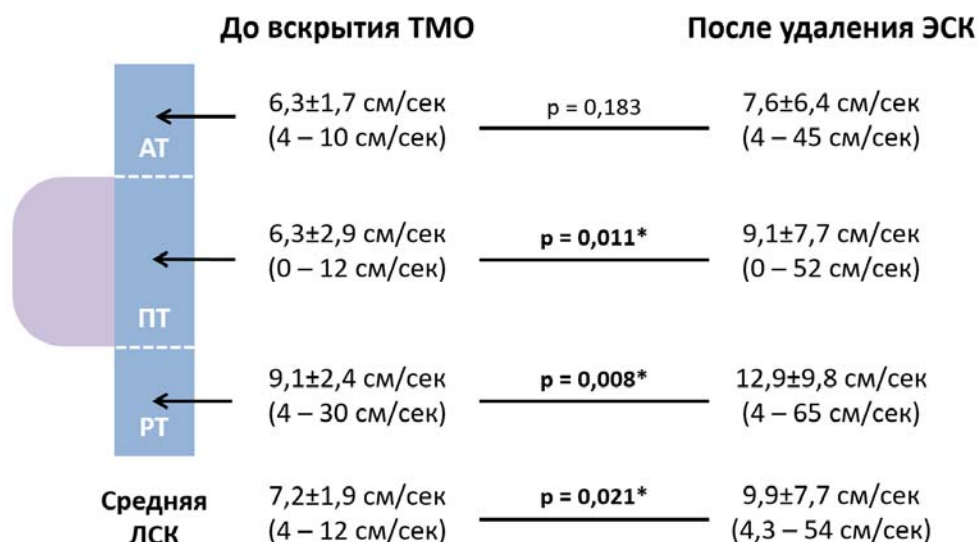 До вскрытия ТМО
После удаления ЭСК
АТ
6,3±1,7 см/сек
(4 – 10 см/сек)
p = 0,183
7,6±6,4 см/сек
(4 – 45 см/сек)
ПТ
6,3±2,9 см/сек
(0 – 12 см/сек)
p = 0,011*
9,1±7,7 см/сек
(0 – 52 см/сек)
РТ
9,1±2,4 см/сек
(4 – 30 см/сек)
p = 0,008*
12,9±9,8 см/сек
(4 – 65 см/сек)
Средняя
ЛСК
7,2±1,9 см/сек
(4 – 12 см/сек)
p = 0,021*
9,9±7,7 см/сек
(4,3 – 54 см/сек)